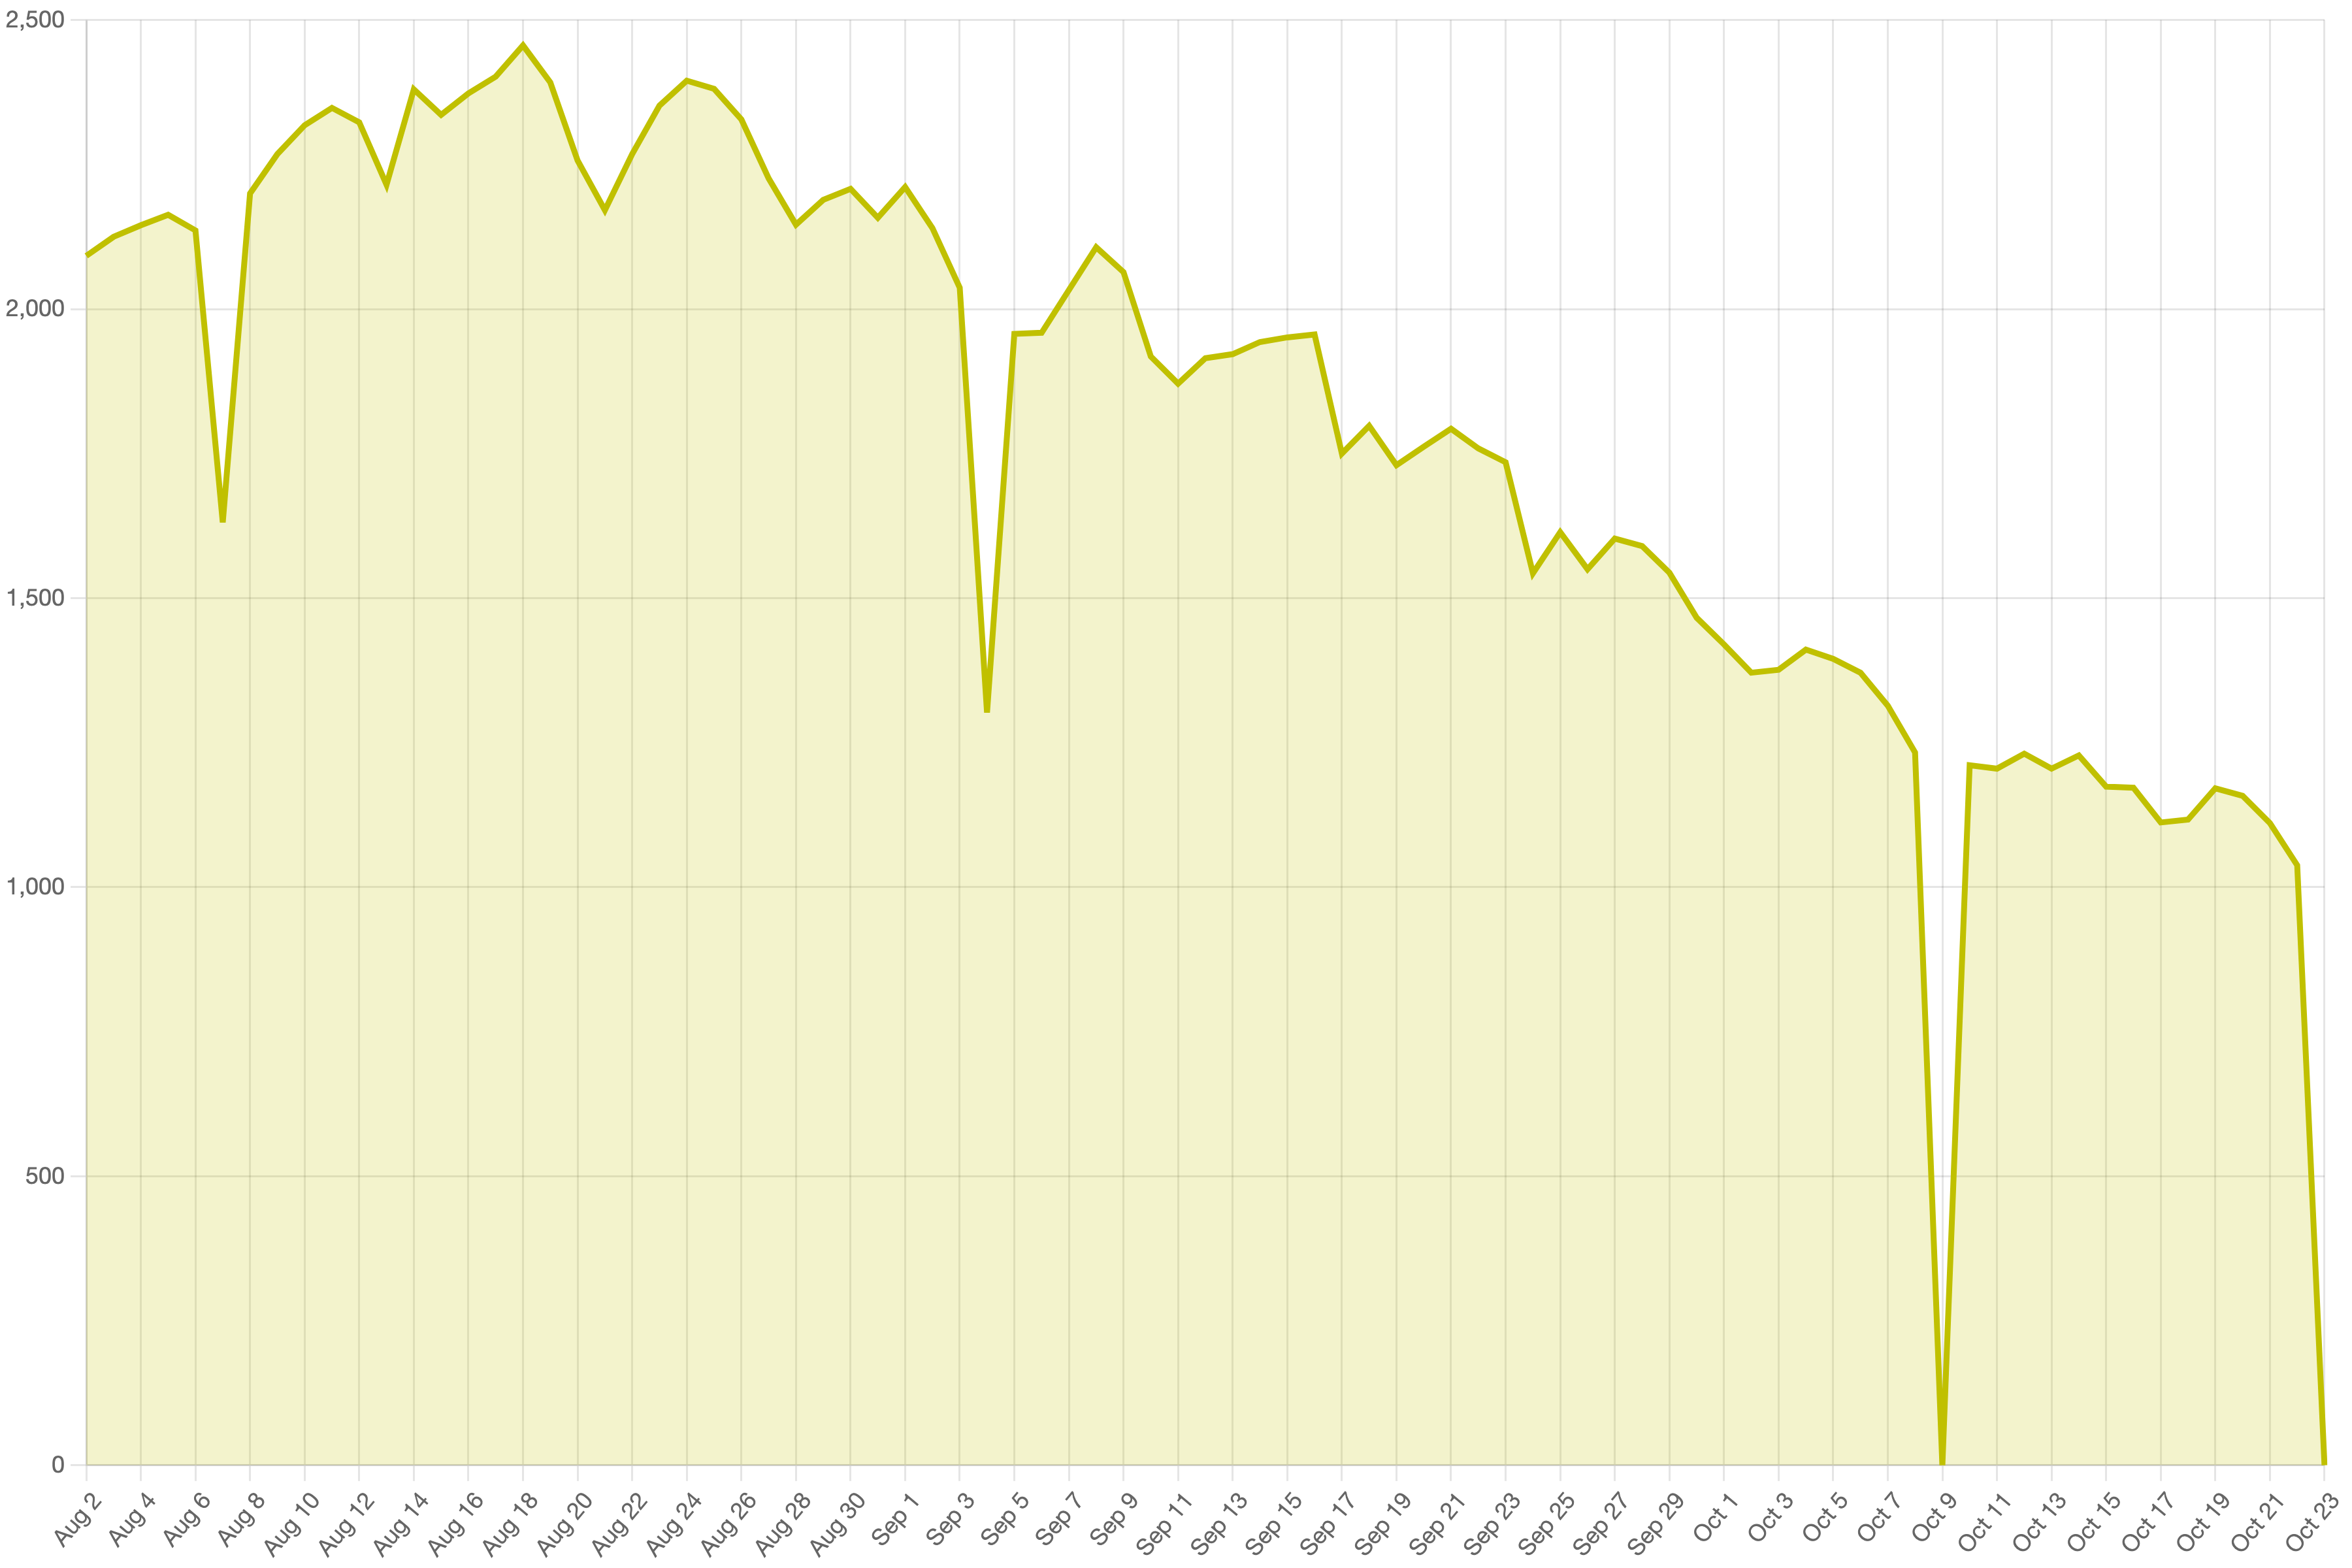 2,500
2,000
1,500
1,000
500
0
Aug 2
Aug 4
Aug 6
Aug 8
Aug 10
Aug 12
Aug 14
Aug 16
Aug 18
Aug 20
Aug 22
Aug 24
Aug 26
Aug 28
Aug 30
Sep 1
Sep 3
Sep 5
Sep 7
Sep 9
Sep 11
Sep 13
Sep 15
Sep 17
Sep 19
Sep 21
Sep 23
Sep 25
Sep 27
Sep 29
Oct 1
Oct 3
Oct 5
Oct 7
Oct 9
Oct 11
Oct 13
Oct 15
Oct 17
Oct 19
Oct 21
Oct 23